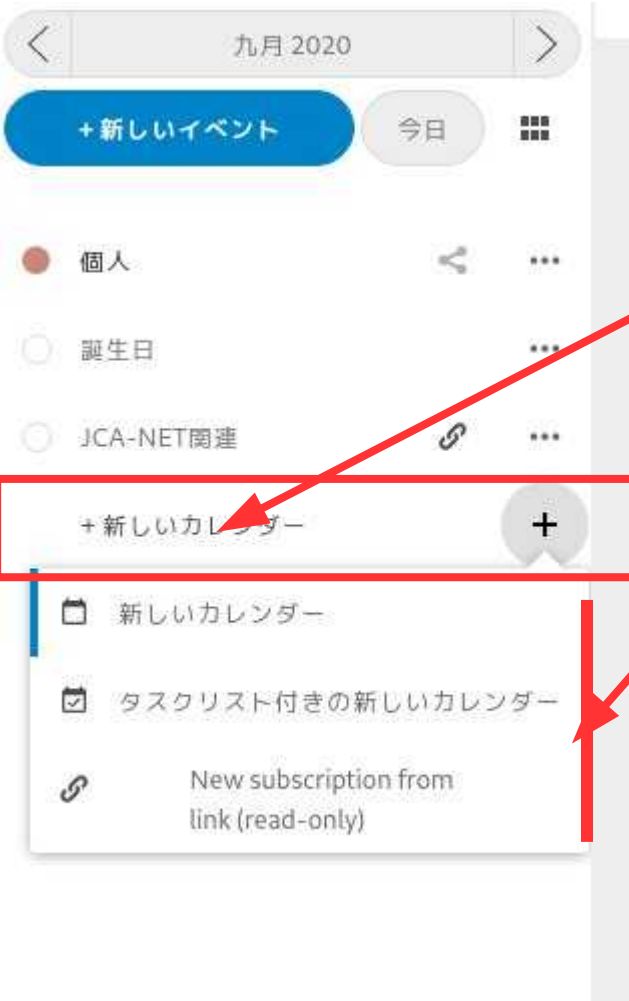 九月 2020
+ 新しいイベント
今日
個人
誕生日
JCA-NET関連
+ 新しいカレンダー
+
新しいカレンダー
タスクリスト付きの新しいカレンダー
New subscription from
link (read-only)